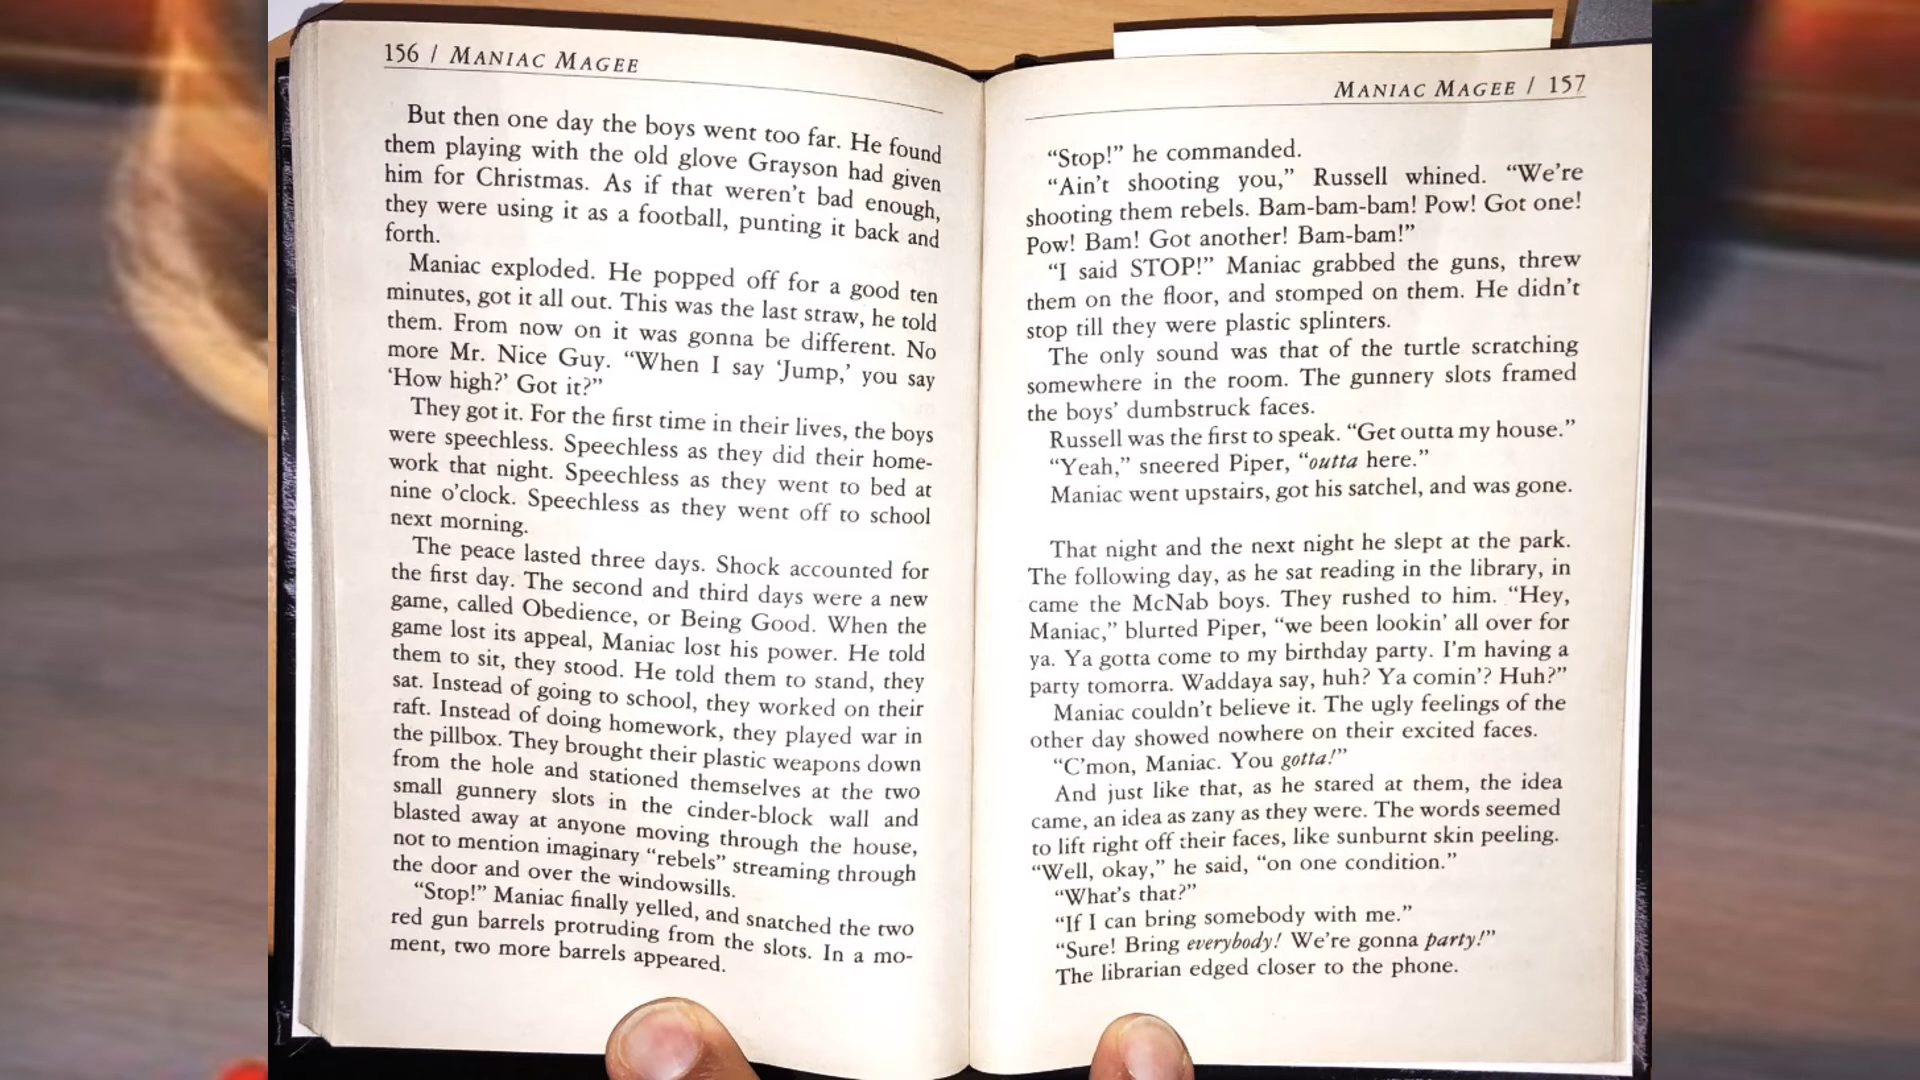 156 / MANIAC MAGEE
But then one day the boys went too far. He found
them playing with the old glove Grayson had given
him for Christmas. As if that weren't bad enough,
they were using it as a football, punting it back and
forth.
Maniac exploded. He popped off for a good ten
minutes, got it all out. This was the last straw, he told
them. From now on it was gonna be different. No
more Mr. Nice Guy. “When I say ‘Jump,’ you say
‘How high?’ Got it?”
They got it. For the first time in their lives, the boys
were speechless. Speechless as they did their home-
work that night. Speechless as they went to bed at
nine o'clock. Speechless as they went off to school
next morning.
The peace lasted three days. Shock accounted for
the first day. The second and third days were a new
game, called Obedience, or Being Good. When the
game lost its appeal, Maniac lost his power. He told
them to sit, they stood. He told them to stand, they
sat. Instead of going to school, they worked on their
raft. Instead of doing homework, they played war in
the pillbox. They brought their plastic weapons down
from the hole and stationed themselves at the two
small gunnery slots in the cinder-block wall and
blasted away at anyone moving through the house,
not to mention imaginary “rebels” streaming through
the door and over the windowsills.
“Stop!” Maniac finally yelled, and snatched the two
red gun barrels protruding from the slots. In a mo-
ment, two more barrels appeared.
MANIAC MAGEE / 157
“Stop!” he commanded.
“Ain't shooting you,” Russell whined. “We're
shooting them rebels. Bam-bam-bam! Pow! Got one!
Pow! Bam! Got another! Bam-bam!”
“I said STOP!” Maniac grabbed the guns, threw
them on the floor, and stomped on them. He didn't
stop till they were plastic splinters.
The only sound was that of the turtle scratching
somewhere in the room. The gunnery slots framed
the boys' dumbstruck faces.
Russell was the first to speak. “Get outta my house.”
“Yeah,” sneered Piper, “outta here.”
Maniac went upstairs, got his satchel, and was gone.
That night and the next night he slept at the park.
The following day, as he sat reading in the library, in
came the McNab boys. They rushed to him. “Hey,
Maniac,” blurted Piper, “we been lookin' all over for
ya. Ya gotta come to my birthday party. I'm having a
party tomorra. Waddaya say, huh? Ya comin'? Huh?”
Maniac couldn't believe it. The ugly feelings of the
other day showed nowhere on their excited faces.
“C'mon, Maniac. You gotta!”
And just like that, as he stared at them, the idea
came, an idea as zany as they were. The words seemed
to lift right off their faces, like sunburnt skin peeling.
“Well, okay,” he said, “on one condition.”
“What's that?”
“If I can bring somebody with me.”
“Sure! Bring everybody! We're gonna party!”
The librarian edged closer to the phone.